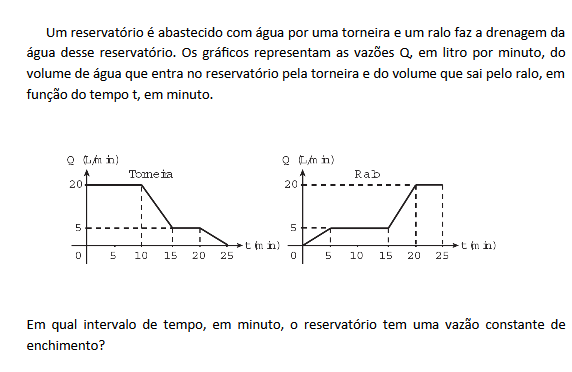 Um reservatório é abastecido com água por uma torneira e um ralo faz a drenagem da
água desse reservatório. Os gráficos representam as vazões Q, em litro por minuto, do
volume de água que entra no reservatório pela torneira e do volume que sai pelo ralo, em
função do tempo t, em minuto.
Q (L/m in)
Torneira
20
5
0 5 10 15 20 25
t (m in)
Q (L/m in)
Ralo
20
5
0 5 10 15 20 25
t (m in)
Em qual intervalo de tempo, em minuto, o reservatório tem uma vazão constante de
enchimento?